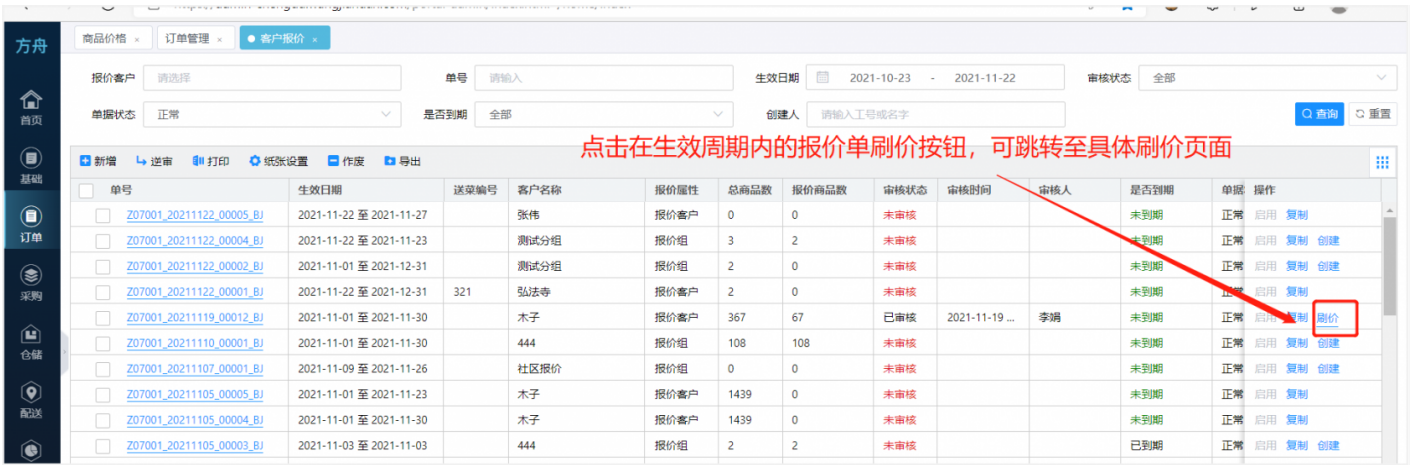 方舟
商品价格 ×
订单管理 ×
客户报价 ×
报价客户 请选择 单号 请输入 生效日期 2021-10-23 - 2021-11-22 审核状态 全部
单据状态 正常 是否到期 全部 创建人 请输入工号或名字 查询 重置
点击在生效周期内的报价单刷价按钮，可跳转至具体刷价页面
新增 逆审 打印 纸张设置 作废 导出
首页
基础
订单
采购
仓储
配送
单号 生效日期 送菜编号 客户名称 报价属性 总商品数 报价商品数 审核状态 审核时间 审核人 是否到期 单据 操作
Z07001_20211122_00005_BJ 2021-11-22 至 2021-11-27 张伟 报价客户 0 0 未审核 未到期 正常 启用 复制
Z07001_20211122_00004_BJ 2021-11-22 至 2021-11-23 测试分组 报价组 3 2 未审核 未到期 正常 启用 复制 创建
Z07001_20211122_00002_BJ 2021-11-01 至 2021-12-31 测试分组 报价组 2 0 未审核 未到期 正常 启用 复制 创建
Z07001_20211122_00001_BJ 2021-11-22 至 2021-12-31 321 弘法寺 报价客户 2 0 未审核 未到期 正常 启用 复制
Z07001_20211119_00012_BJ 2021-11-01 至 2021-11-30 木子 报价客户 367 67 已审核 2021-11-19 ... 李娟 未到期 正常 启用 复制 刷价
Z07001_20211110_00001_BJ 2021-11-01 至 2021-11-30 444 报价组 108 108 未审核 未到期 正常 启用 复制 创建
Z07001_20211107_00001_BJ 2021-11-09 至 2021-11-26 社区报价 报价组 0 0 未审核 未到期 正常 启用 复制 创建
Z07001_20211105_00005_BJ 2021-11-01 至 2021-11-23 木子 报价客户 1439 0 未审核 未到期 正常 启用 复制
Z07001_20211105_00004_BJ 2021-11-01 至 2021-11-30 木子 报价客户 1439 0 未审核 未到期 正常 启用 复制
Z07001_20211105_00003_BJ 2021-11-03 至 2021-11-03 444 报价组 2 2 未审核 已到期 正常 启用 复制 创建